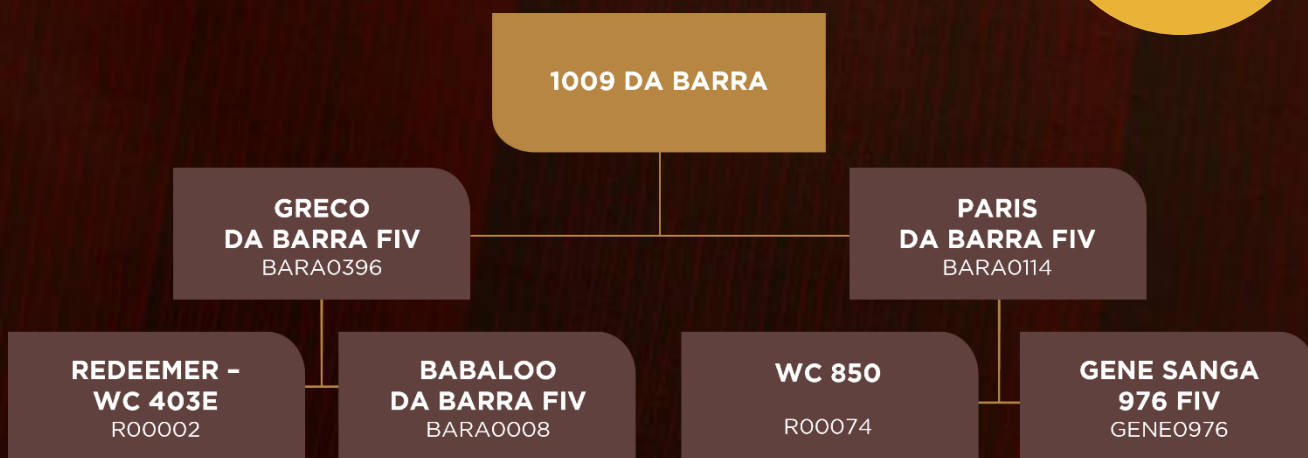 1009 DA BARRA
GRECO
DA BARRA FIV
BARA0396
PARIS
DA BARRA FIV
BARA0114
REDEEMER –
WC 403E
R00002
BABALOO
DA BARRA FIV
BARA0008
WC 850
R00074
GENE SANGA
976 FIV
GENE0976